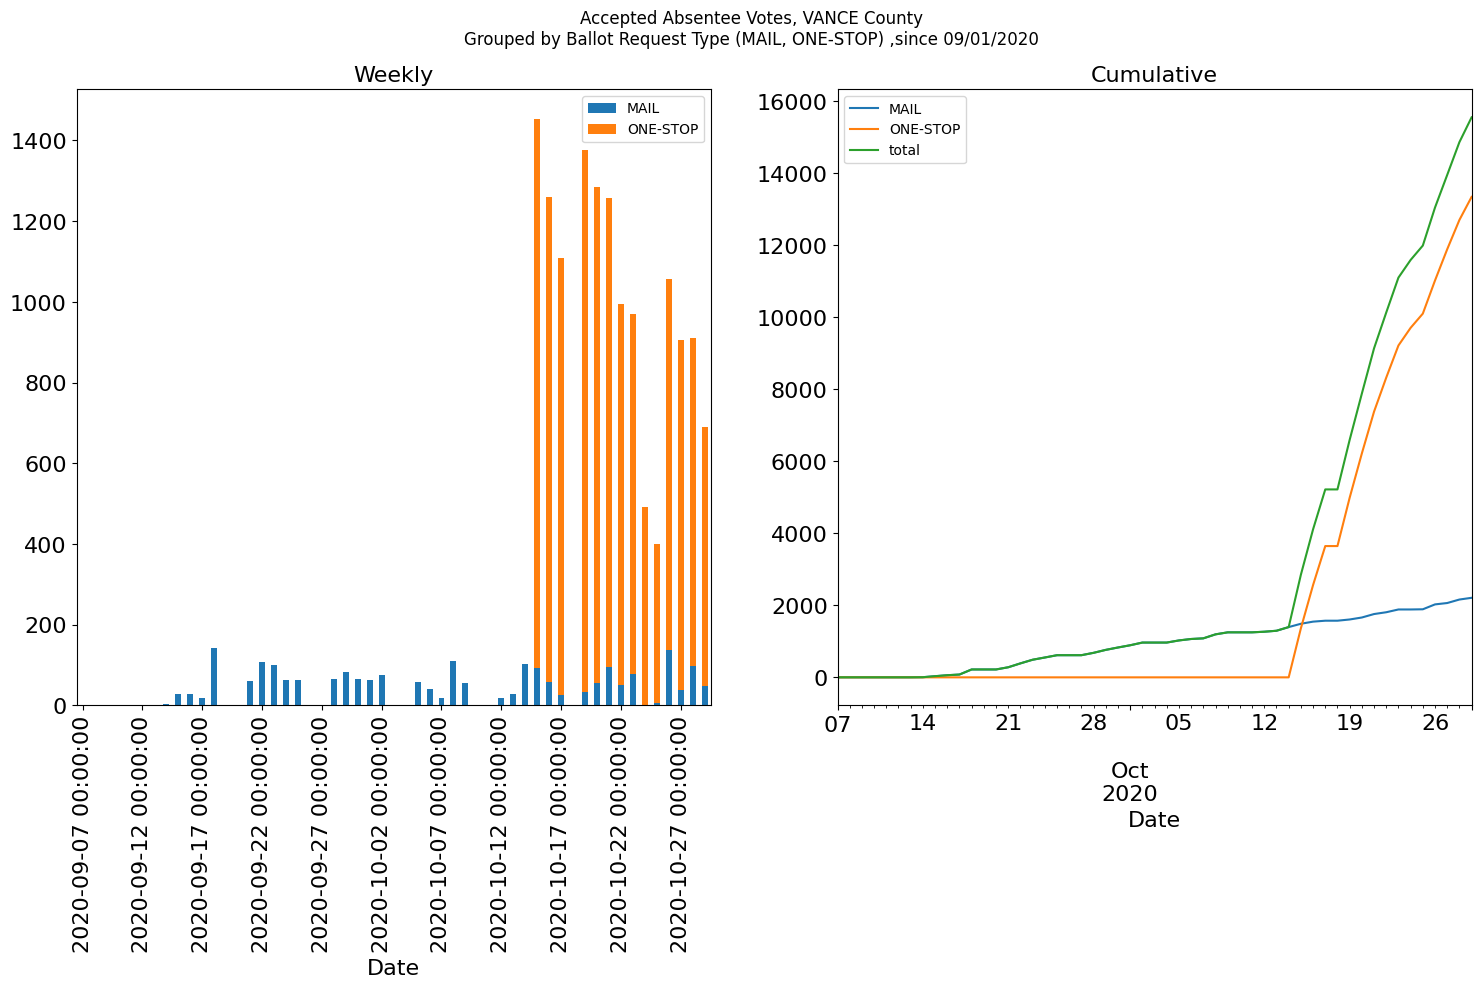 Accepted Absentee Votes, VANCE County
Grouped by Ballot Request Type (MAIL, ONE-STOP) ,since 09/01/2020
Weekly
MAIL
ONE-STOP
1400
1200
1000
800
600
400
200
0
2020-09-07 00:00:00
2020-09-12 00:00:00
2020-09-17 00:00:00
2020-09-22 00:00:00
2020-09-27 00:00:00
2020-10-02 00:00:00
2020-10-07 00:00:00
2020-10-12 00:00:00
2020-10-17 00:00:00
2020-10-22 00:00:00
2020-10-27 00:00:00
Date
Cumulative
MAIL
ONE-STOP
total
16000
14000
12000
10000
8000
6000
4000
2000
0
07 14 21 28 05 12 19 26
Oct
2020
Date